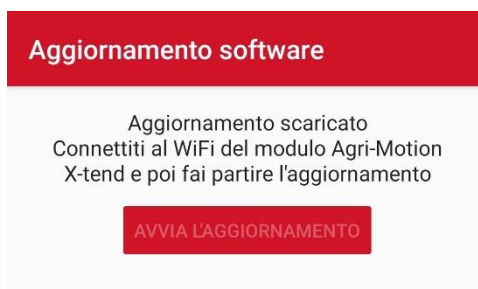 Aggiornamento software
Aggiornamento scaricato
Connettiti al WiFi del modulo Agri-Motion
X-tend e poi fai partire l'aggiornamento
AVVIA L'AGGIORNAMENTO